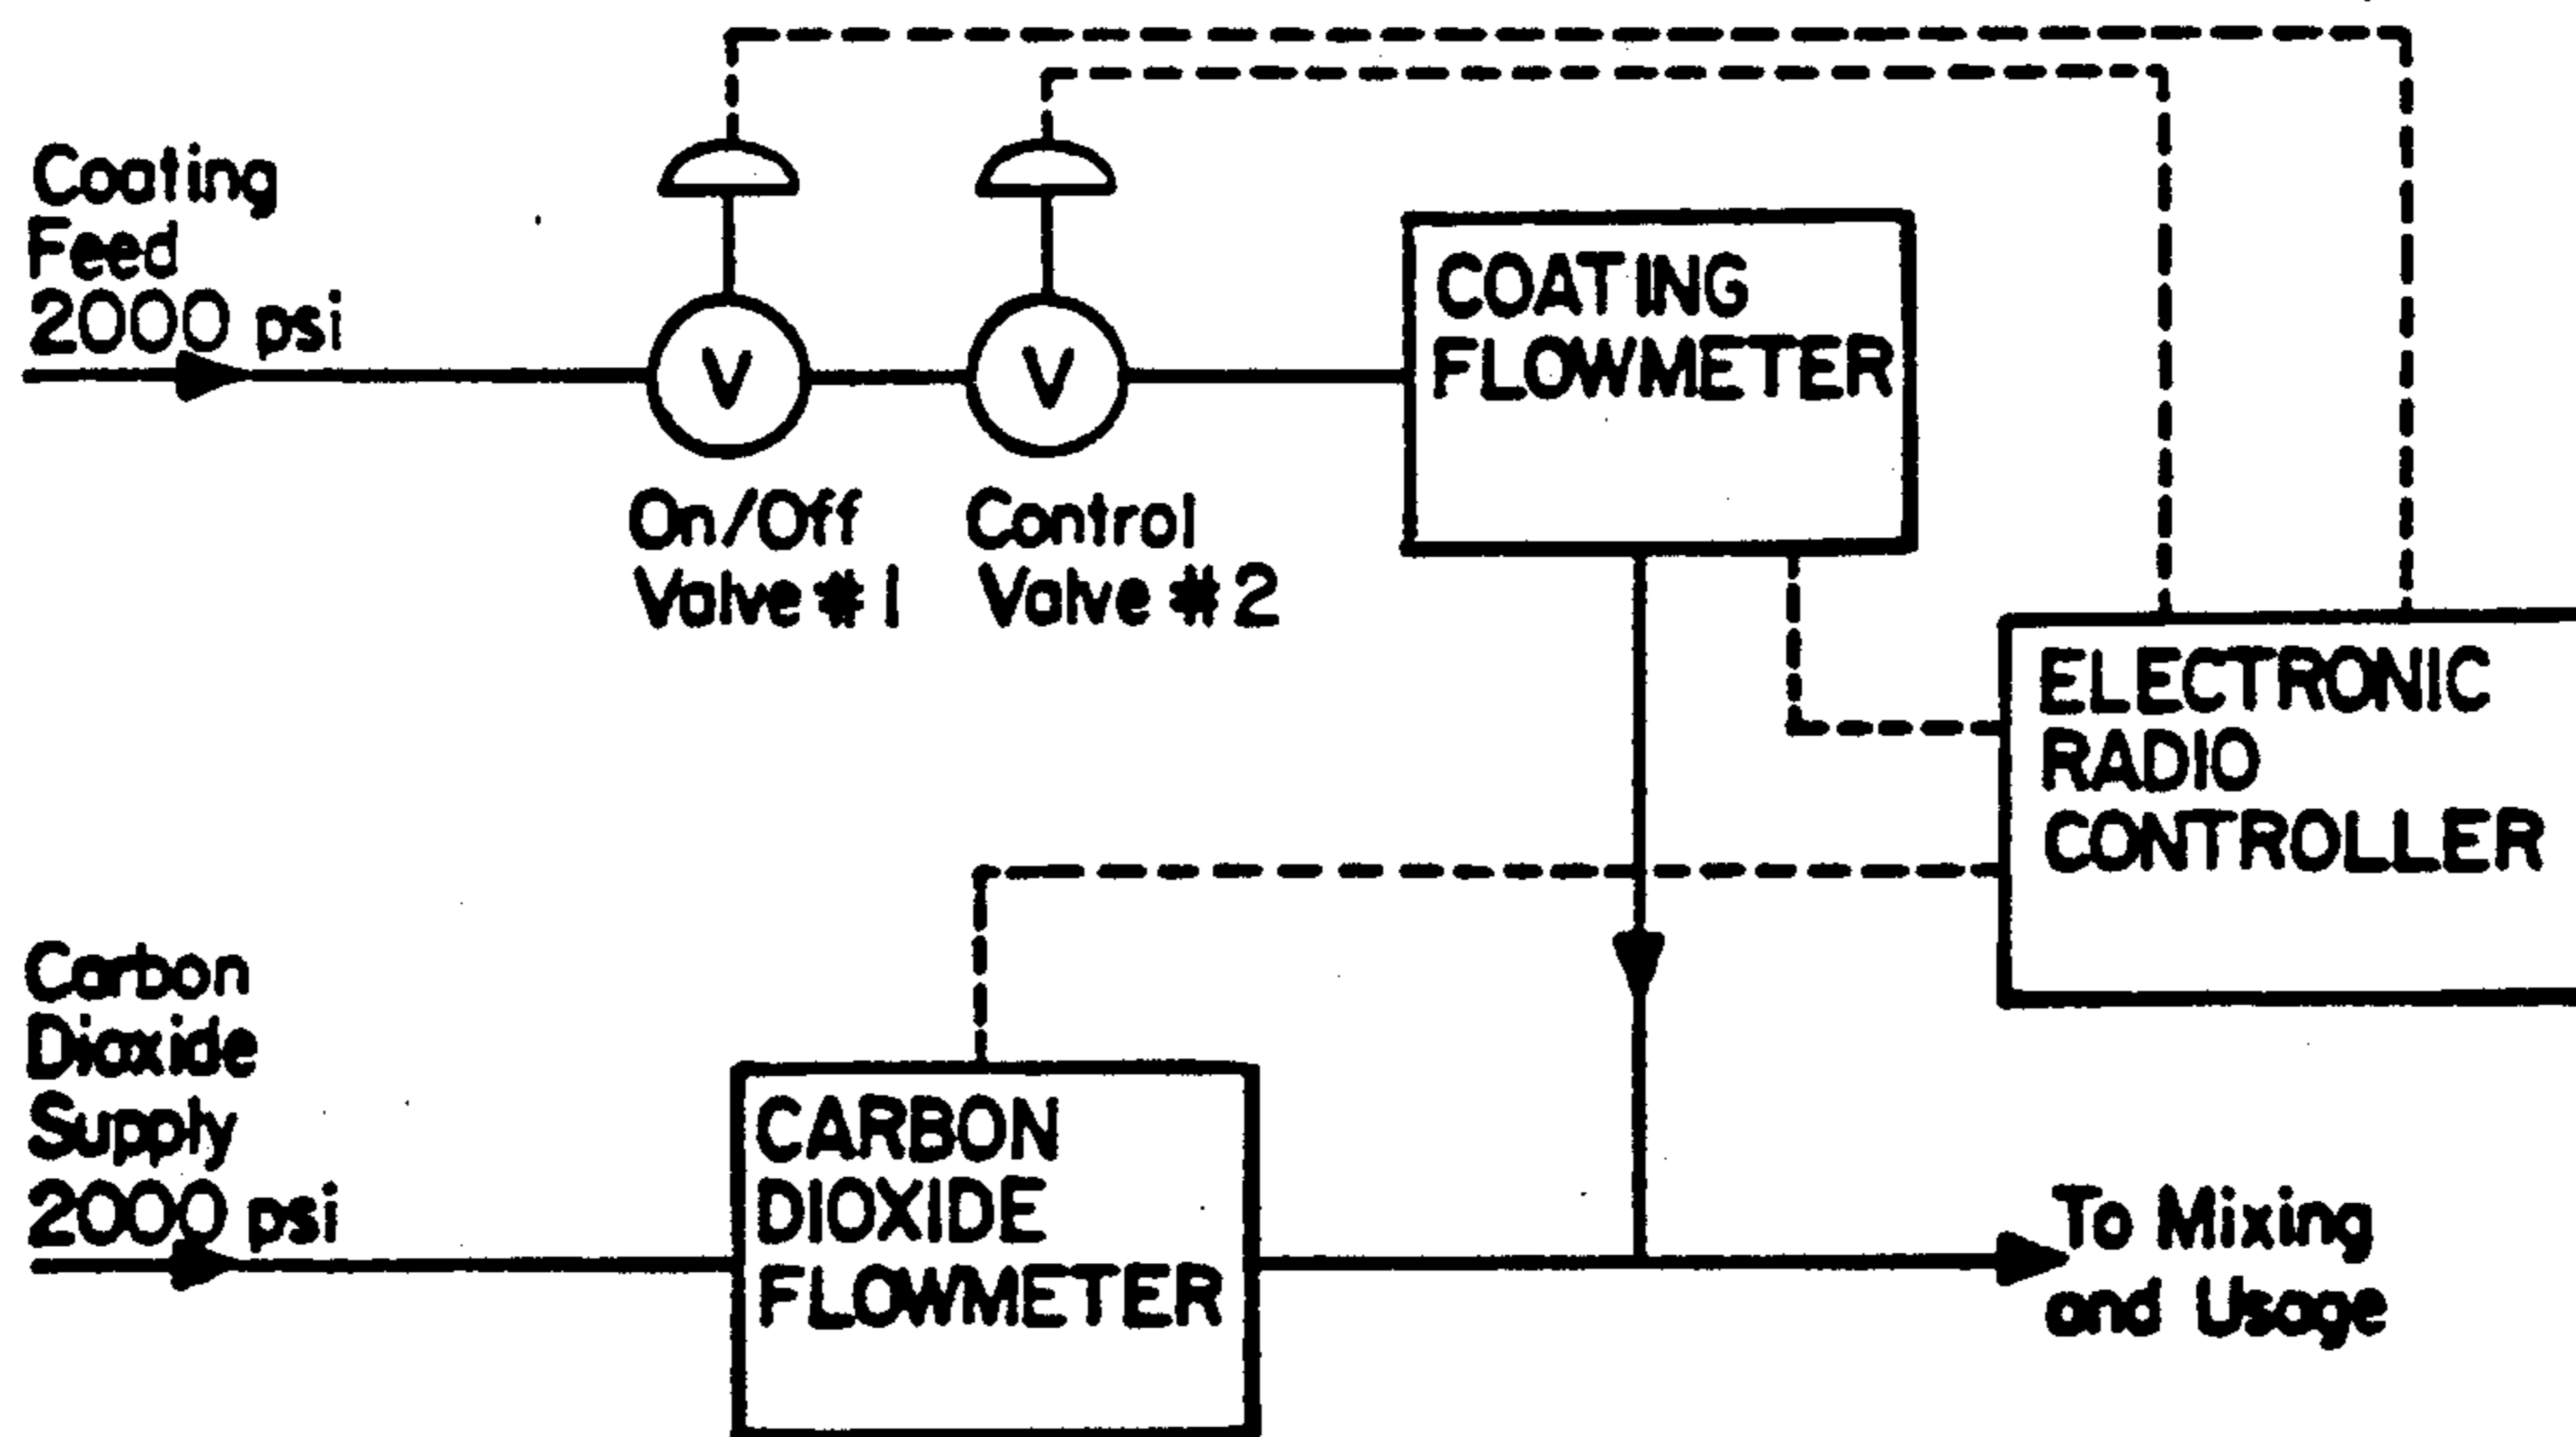 Coating
Feed
2000 psi
V
V
On/Off
Valve #1
Control
Valve #2
COATING
FLOWMETER
ELECTRONIC
RADIO
CONTROLLER
Carbon
Dioxide
Supply
2000 psi
CARBON
DIOXIDE
FLOWMETER
To Mixing
and Usage